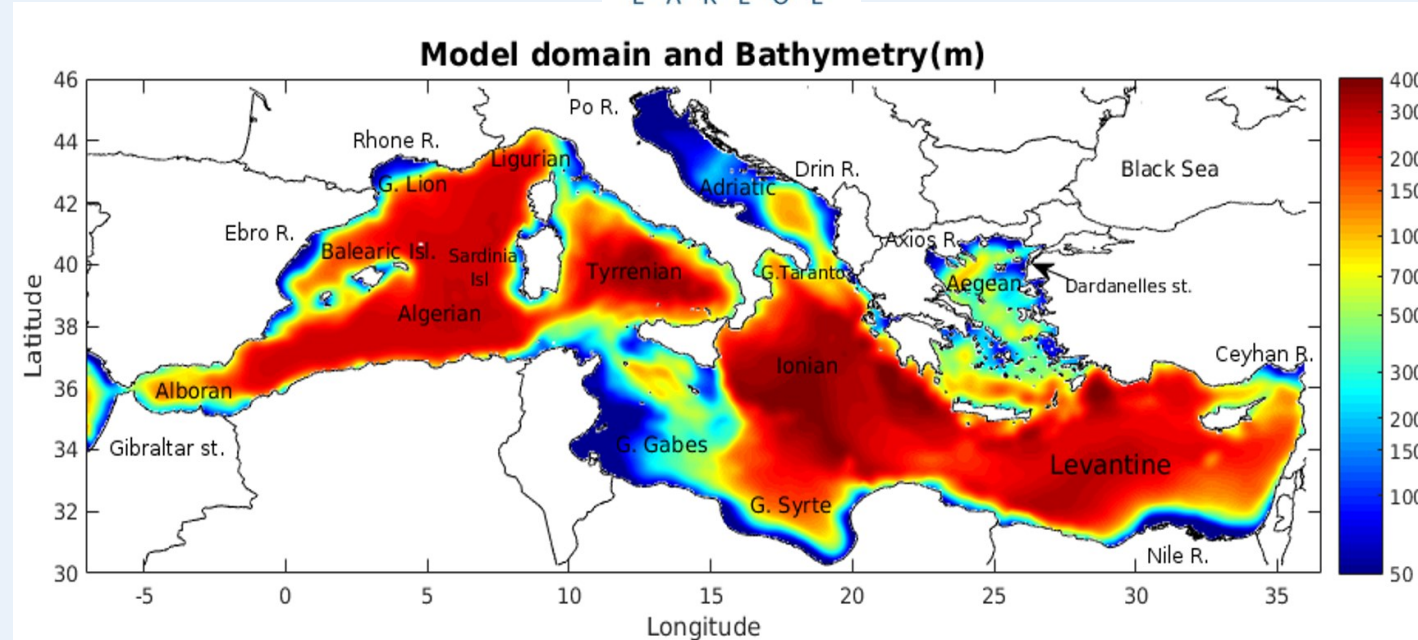 Model domain and Bathymetry(m)
46
44
42
40
38
36
34
32
30
Latitude
-5
0
5
10
15
20
25
30
35
Longitude
Po R.
Rhone R.
Ligurian
G. Lion
Adriatic
Drin R.
Black Sea
Ebro R.
Balearic Isl.
Sardinia
Isl
Tyrrenian
G.Taranto
Axios R.
Aegean
Dardanelles st.
Algerian
Ionian
Ceyhan R.
Alboran
Gibraltar st.
G. Gabes
Levantine
G. Syrte
Nile R.
50